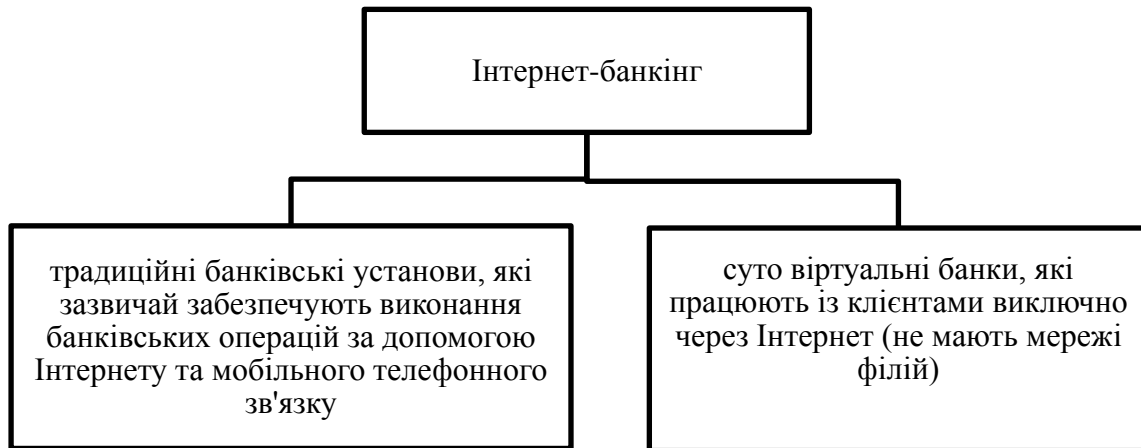 Інтернет-банкінг
традиційні банківські установи, які
зазвичай забезпечують виконання
банківських операцій за допомогою
Інтернету та мобільного телефонного
зв'язку
суто віртуальні банки, які
працюють із клієнтами виключно
через Інтернет (не мають мережі
філій)